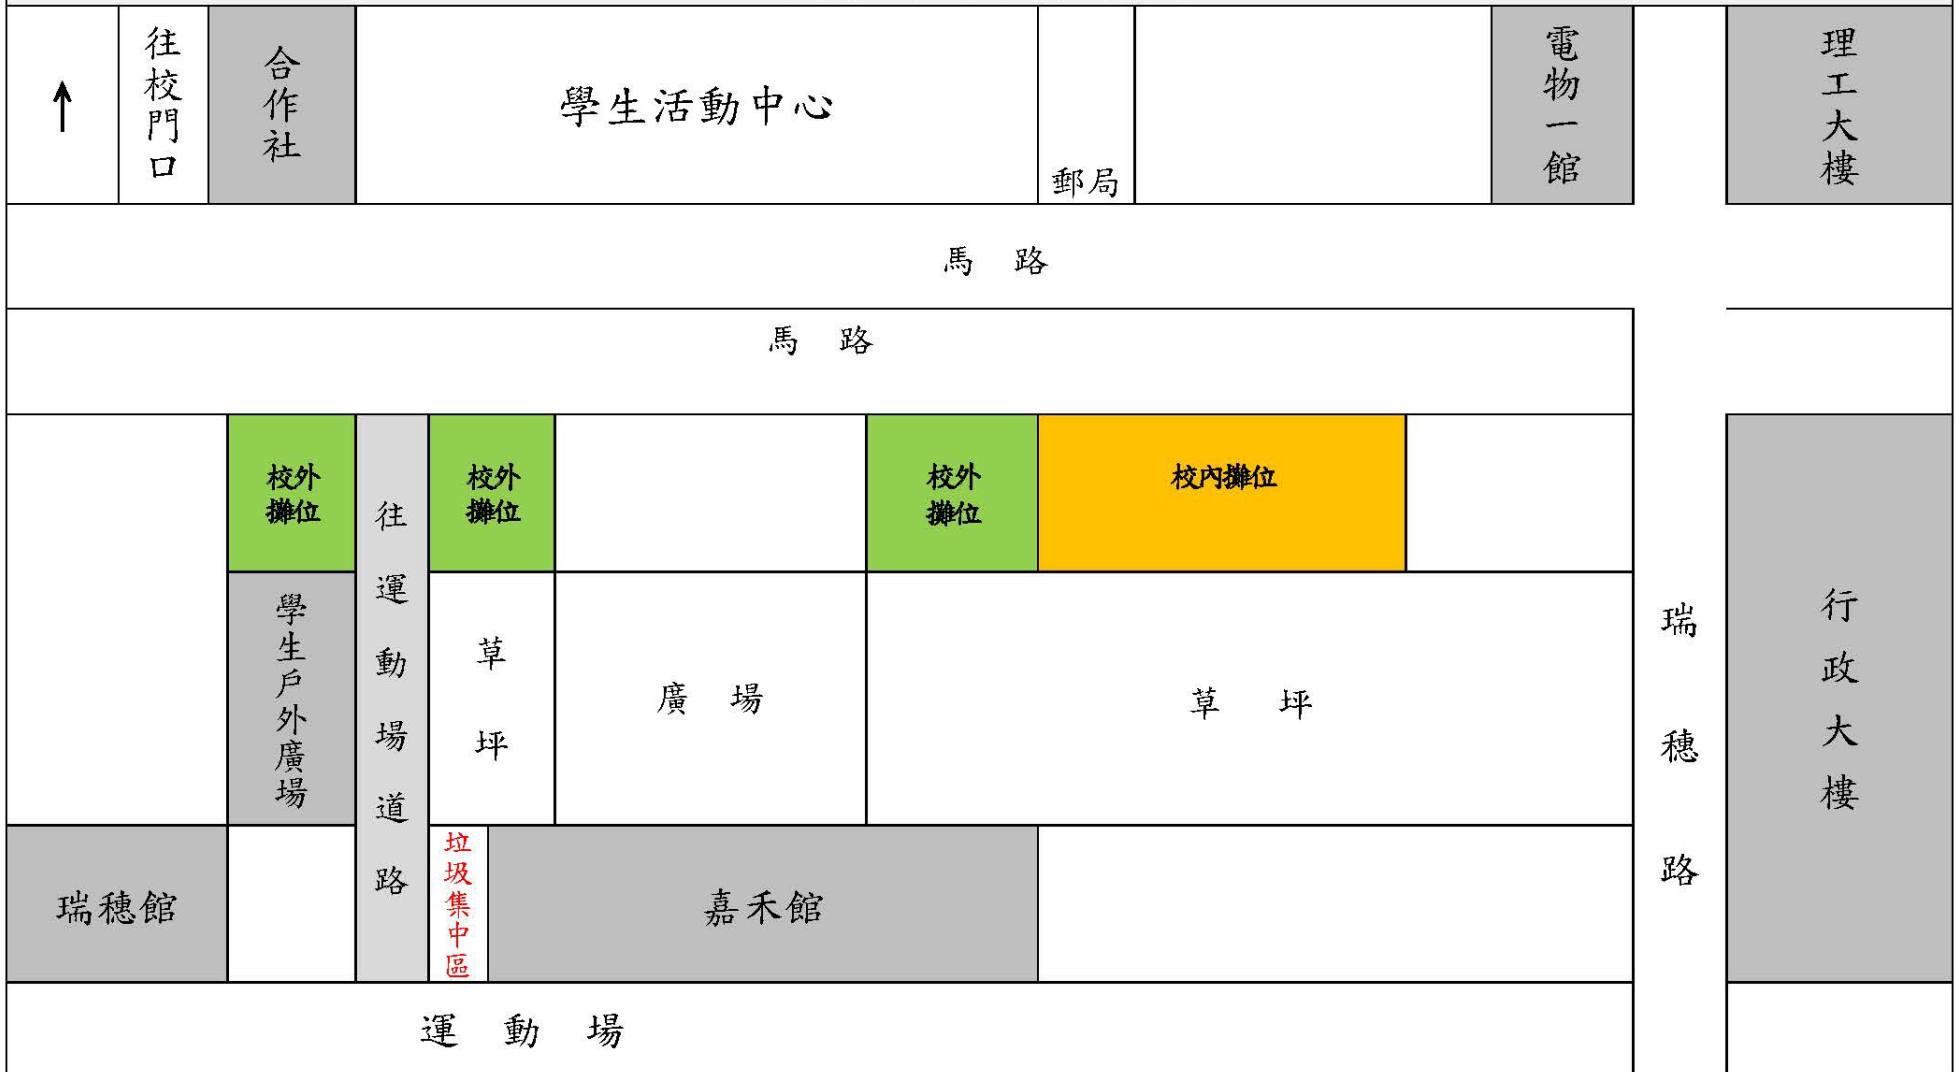 往校門口
合作社
學生活動中心
郵局
電物一館
理工大樓
馬 路
馬 路
校外
攤位
往運動場道路
校外
攤位
校外
攤位
校內攤位
學生戶外廣場
草坪
廣 場
草 坪
瑞穗路
行政大樓
瑞穗館
垃圾集中區
嘉禾館
運 動 場